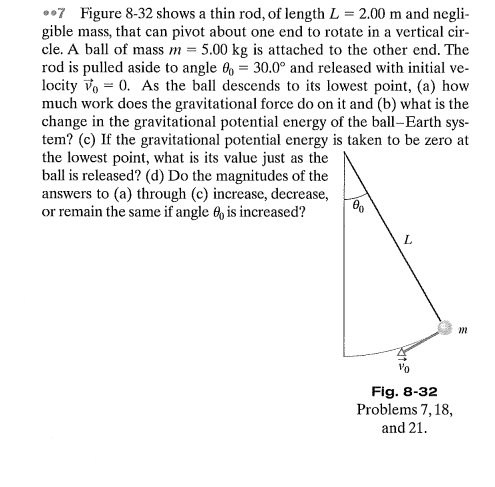 ••7 Figure 8-32 shows a thin rod, of length L = 2.00 m and negli-
gible mass, that can pivot about one end to rotate in a vertical cir-
cle. A ball of mass m = 5.00 kg is attached to the other end. The
rod is pulled aside to angle θ₀ = 30.0° and released with initial ve-
locity v⃗₀ = 0. As the ball descends to its lowest point, (a) how
much work does the gravitational force do on it and (b) what is the
change in the gravitational potential energy of the ball–Earth sys-
tem? (c) If the gravitational potential energy is taken to be zero at
the lowest point, what is its value just as the
ball is released? (d) Do the magnitudes of the
answers to (a) through (c) increase, decrease,
or remain the same if angle θ₀ is increased?
θ₀
L
m
v⃗₀
Fig. 8-32
Problems 7, 18,
and 21.